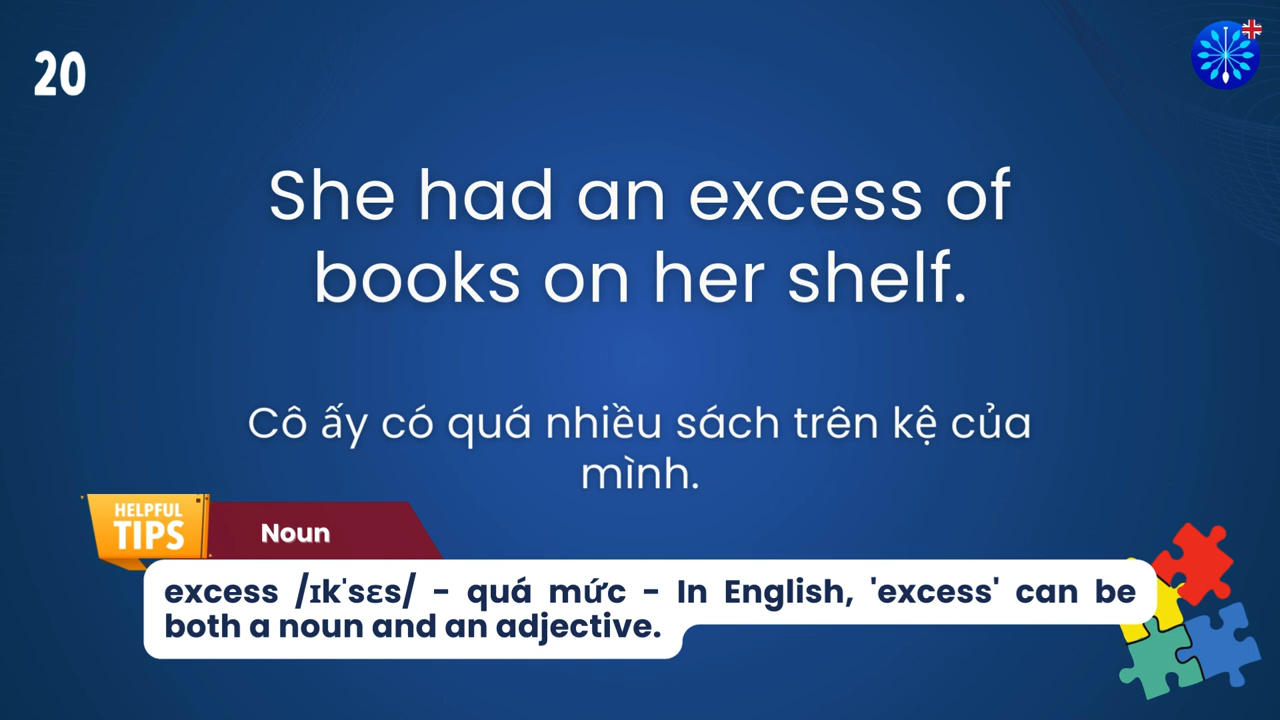 20
She had an excess of
books on her shelf.
Cô ấy có quá nhiều sách trên kệ của
mình.
HELPFUL
TIPS
Noun
excess /ɪkˈsɛs/ - quá mức - In English, 'excess' can be
both a noun and an adjective.